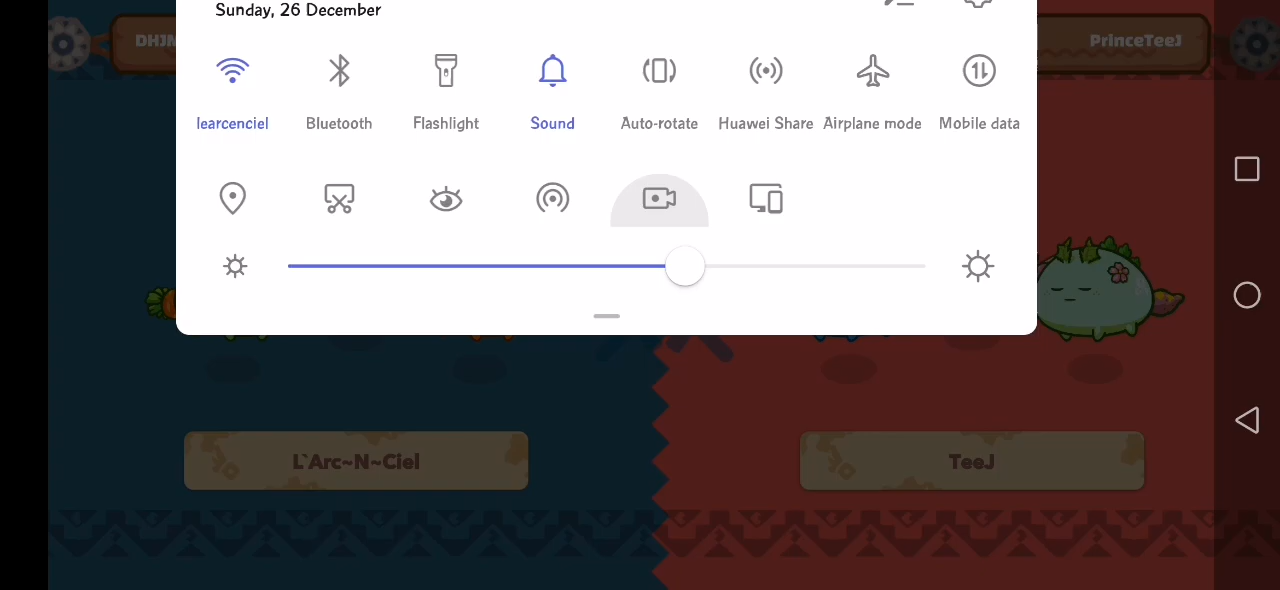 Sunday, 26 December
PrinceTeeJ
learcenciel
Bluetooth
Flashlight
Sound
Auto-rotate
Huawei Share
Airplane mode
Mobile data
L`Arc~N~Ciel
TeeJ